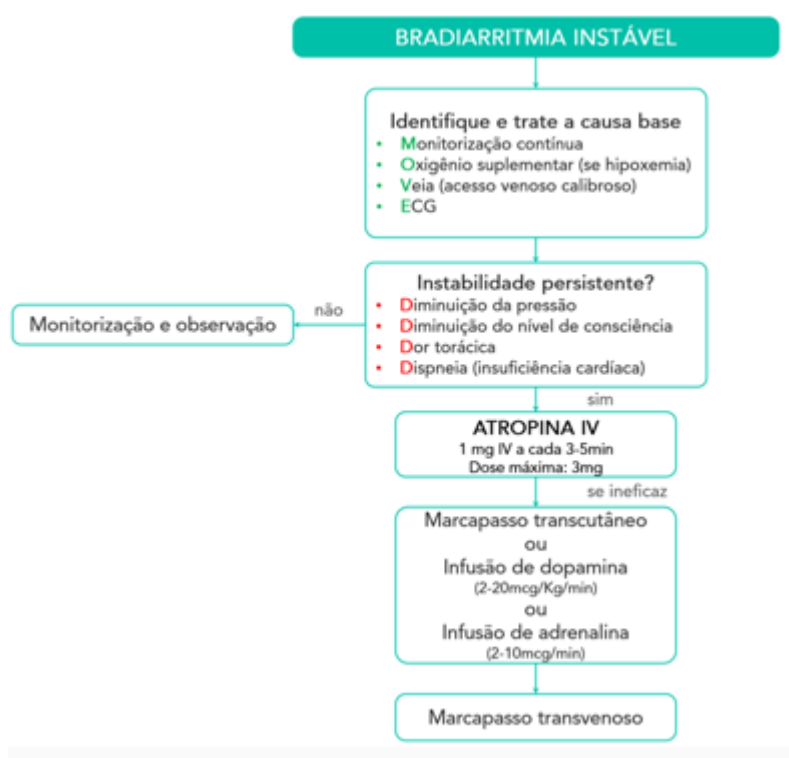 BRADIARRITMIA INSTÁVEL
Identifique e trate a causa base
• Monitorização contínua
• Oxigênio suplementar (se hipoxemia)
• Veia (acesso venoso calibroso)
• ECG
Instabilidade persistente?
• Diminuição da pressão
• Diminuição do nível de consciência
• Dor torácica
• Dispneia (insuficiência cardíaca)
não
Monitorização e observação
sim
ATROPINA IV
1 mg IV a cada 3-5min
Dose máxima: 3mg
se ineficaz
Marcapasso transcutâneo
ou
Infusão de dopamina
(2-20mcg/Kg/min)
ou
Infusão de adrenalina
(2-10mcg/min)
Marcapasso transvenoso